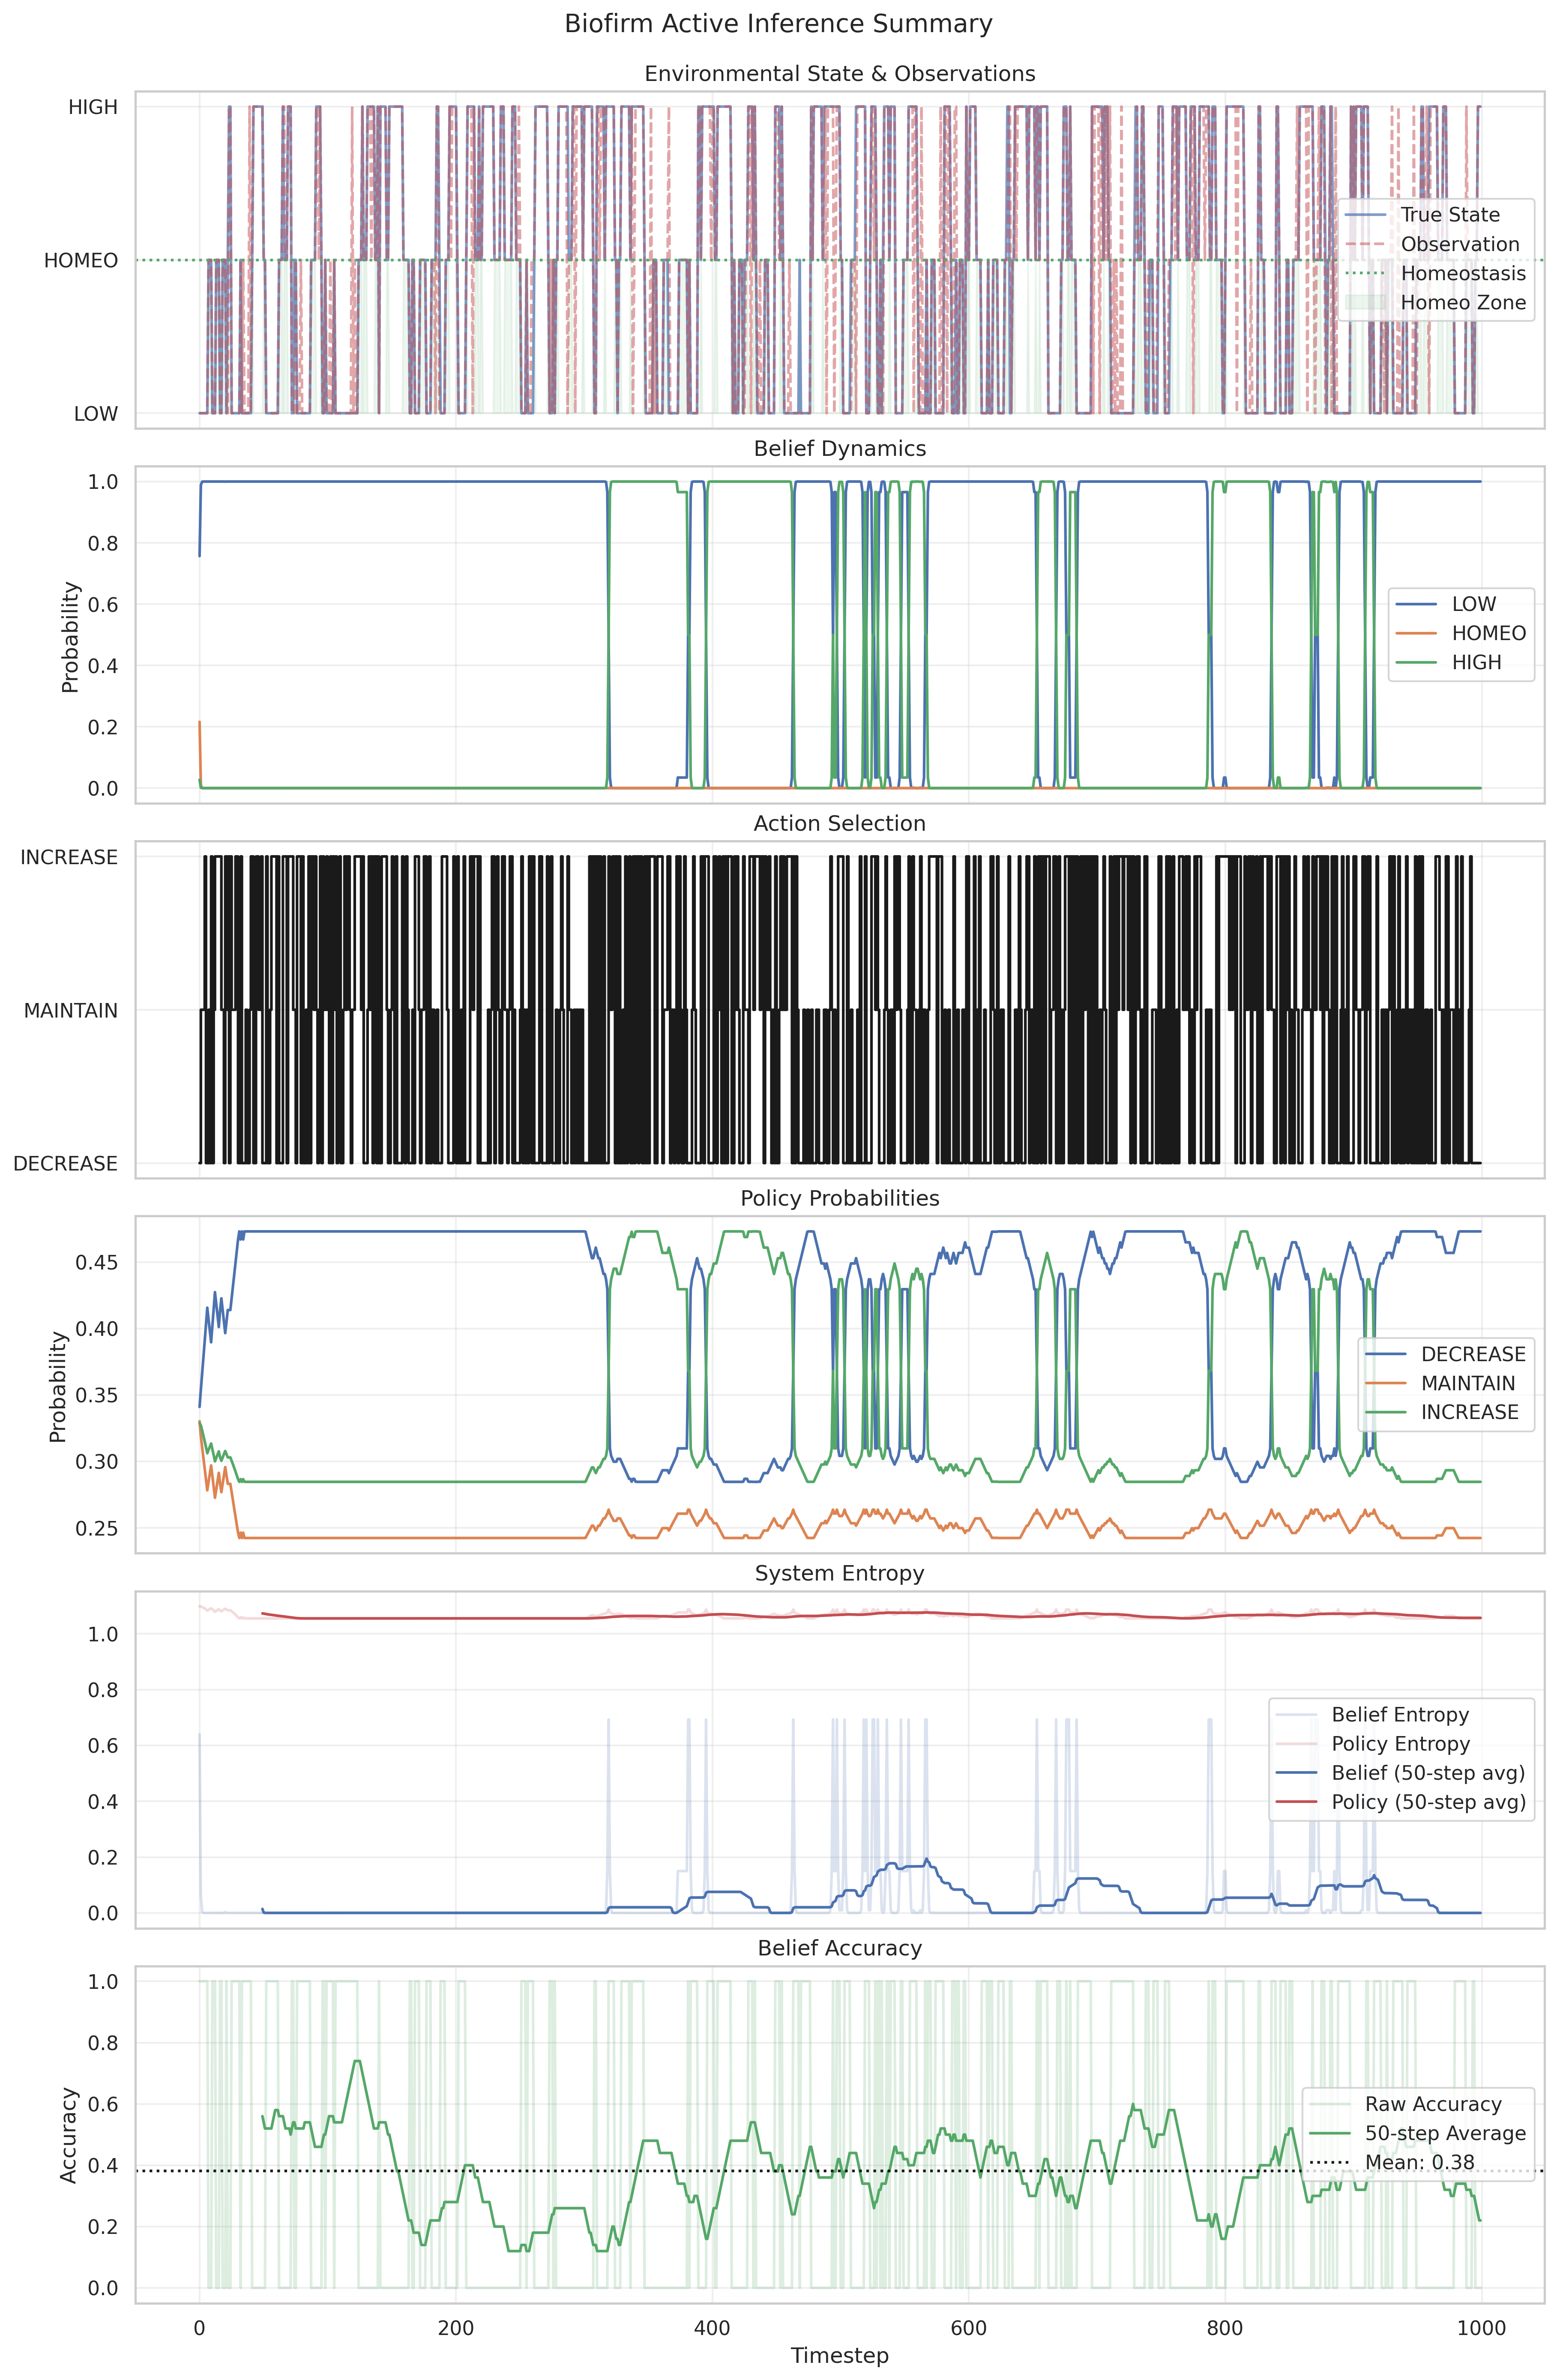 Biofirm Active Inference Summary
Environmental State & Observations
HIGH
HOMEO
LOW
True State
Observation
Homeostasis
Homeo Zone
Belief Dynamics
Probability
1.0
0.8
0.6
0.4
0.2
0.0
LOW
HOMEO
HIGH
Action Selection
INCREASE
MAINTAIN
DECREASE
Policy Probabilities
Probability
0.45
0.40
0.35
0.30
0.25
DECREASE
MAINTAIN
INCREASE
System Entropy
1.0
0.8
0.6
0.4
0.2
0.0
Belief Entropy
Policy Entropy
Belief (50-step avg)
Policy (50-step avg)
Belief Accuracy
Accuracy
1.0
0.8
0.6
0.4
0.2
0.0
Raw Accuracy
50-step Average
Mean: 0.38
0 200 400 600 800 1000
Timestep